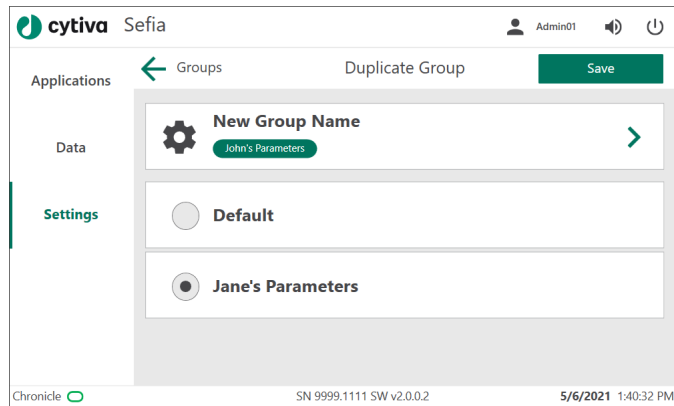 cytiva Sefia Admin01
Applications
Data
Settings
Groups Duplicate Group Save
New Group Name
John's Parameters
Default
Jane's Parameters
Chronicle SN 9999.1111 SW v2.0.0.2 5/6/2021 1:40:32 PM